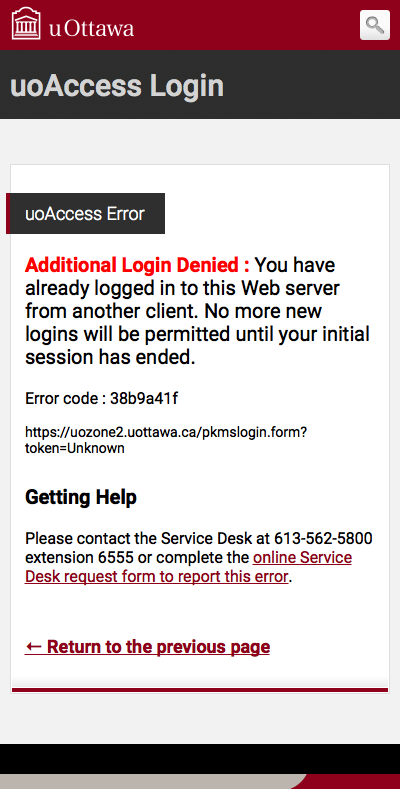 uOttawa
uoAccess Login
uoAccess Error
Additional Login Denied : You have
already logged in to this Web server
from another client. No more new
logins will be permitted until your initial
session has ended.
Error code : 38b9a41f
https://uozone2.uottawa.ca/pkmslogin.form?
token=Unknown
Getting Help
Please contact the Service Desk at 613-562-5800
extension 6555 or complete the online Service
Desk request form to report this error.
← Return to the previous page